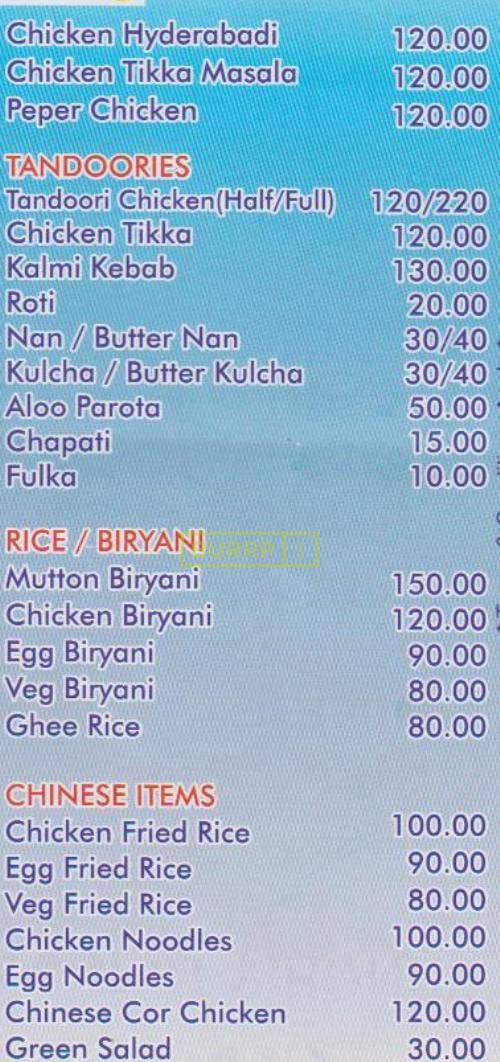 Chicken Hyderabadi 120.00
Chicken Tikka Masala 120.00
Peper Chicken 120.00
TANDOORIES
Tandoori Chicken(Half/Full) 120/220
Chicken Tikka 120.00
Kalmi Kebab 130.00
Roti 20.00
Nan / Butter Nan 30/40
Kulcha / Butter Kulcha 30/40
Aloo Parota 50.00
Chapati 15.00
Fulka 10.00
RICE / BIRYANI
BURRP!
Mutton Biryani 150.00
Chicken Biryani 120.00
Egg Biryani 90.00
Veg Biryani 80.00
Ghee Rice 80.00
CHINESE ITEMS
Chicken Fried Rice 100.00
Egg Fried Rice 90.00
Veg Fried Rice 80.00
Chicken Noodles 100.00
Egg Noodles 90.00
Chinese Cor Chicken 120.00
Green Salad 30.00